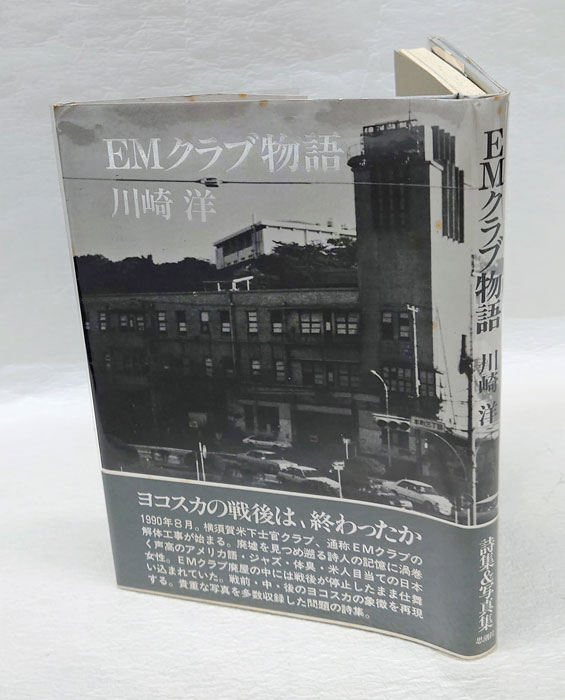 EMクラブ物語
川崎 洋
ヨコスカの戦後は、終わったか
1990年8月。横須賀米下士官クラブ、通称EMクラブの
解体工事が始まる。廃墟を見つめる詩人の記憶に渦巻
く声高のアメリカ語・ジャズ・体臭・米人目当ての日本
女性。EMクラブ廃屋の中には戦後が停止したまま仕舞
い込まれていた。戦前・中・後のヨコスカの象徴を再現
する。貴重な写真を多数収録した問題の詩集。
EMクラブ物語
川崎 洋
詩集&写真集
思潮社